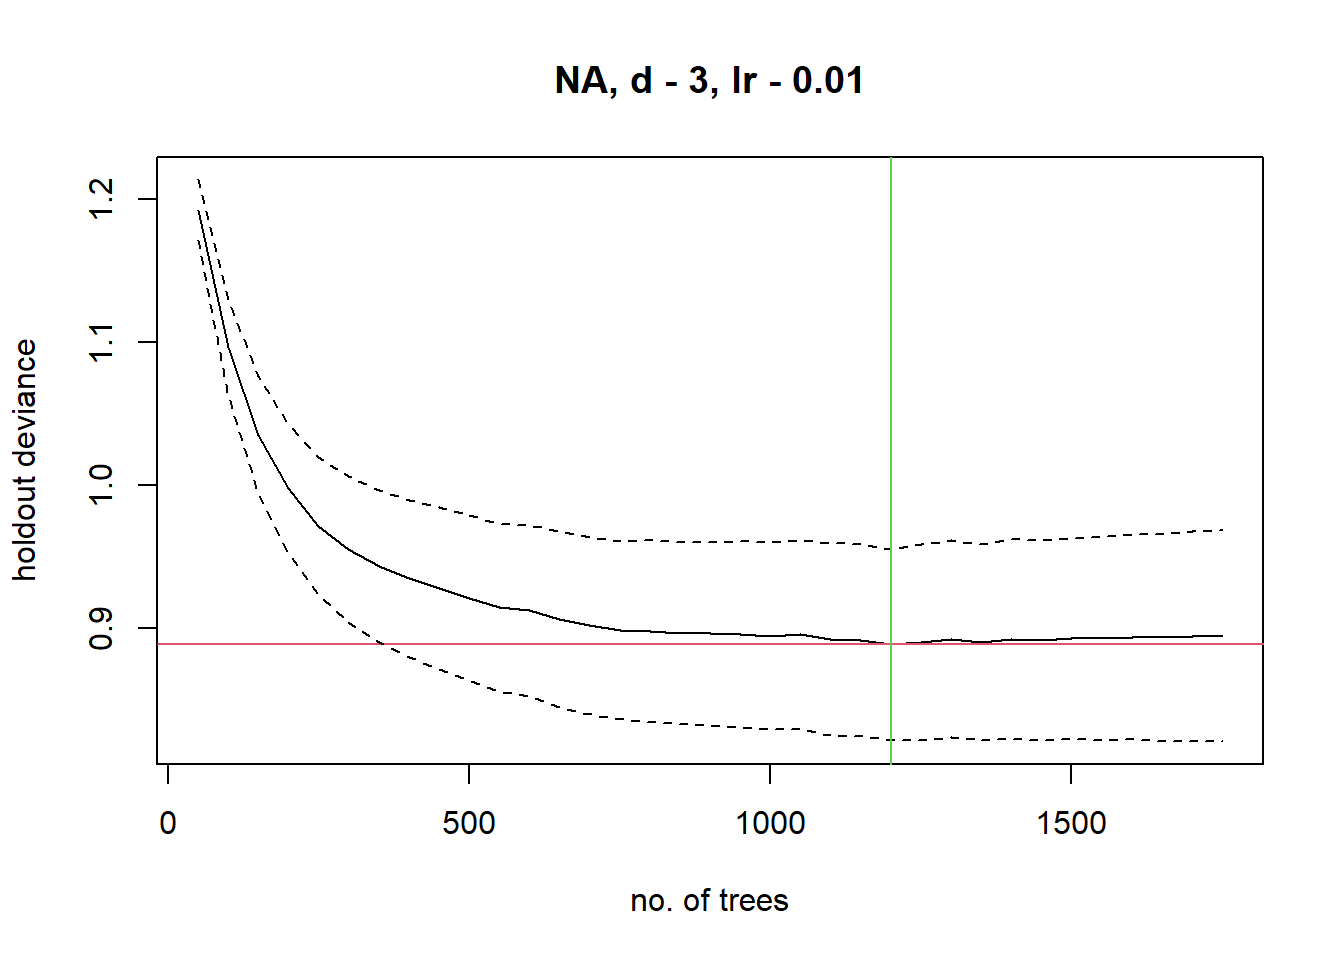 NA, d - 3, lr - 0.01
holdout deviance
1.2
1.1
1.0
0.9
0 500 1000 1500
no. of trees